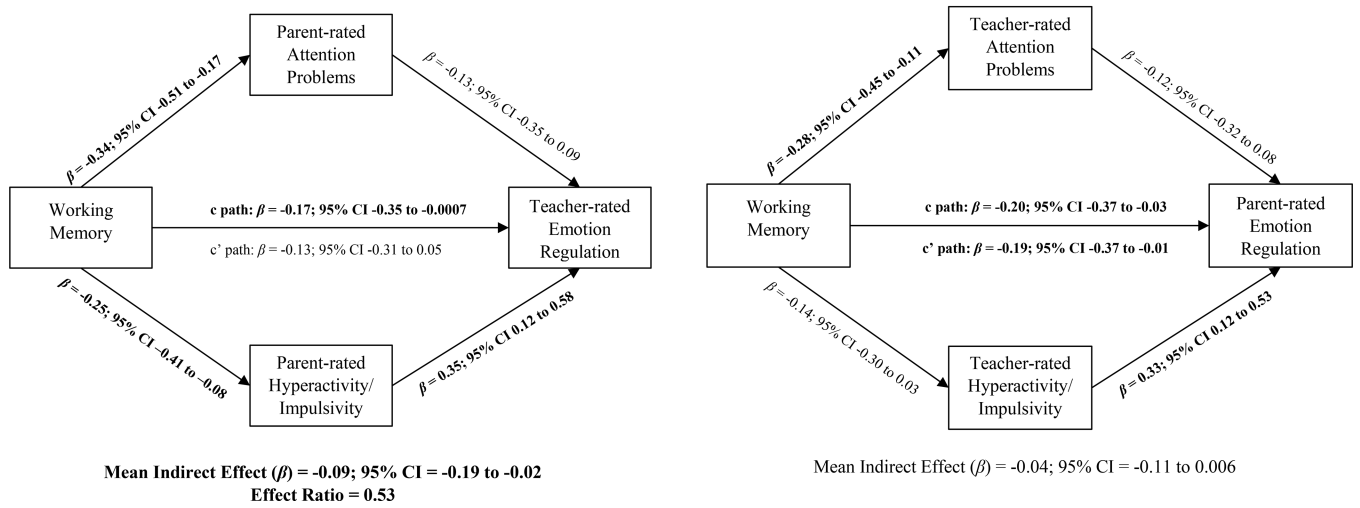 Parent-rated
Attention
Problems
β = -0.34; 95% CI -0.51 to -0.17
β = -0.13; 95% CI -0.35 to 0.09
Working
Memory
c path: β = -0.17; 95% CI -0.35 to -0.0007
c' path: β = -0.13; 95% CI -0.31 to 0.05
Teacher-rated
Emotion
Regulation
β = -0.25; 95% CI –0.41 to –0.08
β = 0.35; 95% CI 0.12 to 0.58
Parent-rated
Hyperactivity/
Impulsivity
Mean Indirect Effect (β) = -0.09; 95% CI = -0.19 to -0.02
Effect Ratio = 0.53
Teacher-rated
Attention
Problems
β = -0.28; 95% CI -0.45 to -0.11
β = -0.12; 95% CI -0.32 to 0.08
Working
Memory
c path: β = -0.20; 95% CI -0.37 to -0.03
c' path: β = -0.19; 95% CI -0.37 to -0.01
Parent-rated
Emotion
Regulation
β = -0.14; 95% CI -0.30 to 0.03
β = 0.33; 95% CI 0.12 to 0.53
Teacher-rated
Hyperactivity/
Impulsivity
Mean Indirect Effect (β) = -0.04; 95% CI = -0.11 to 0.006